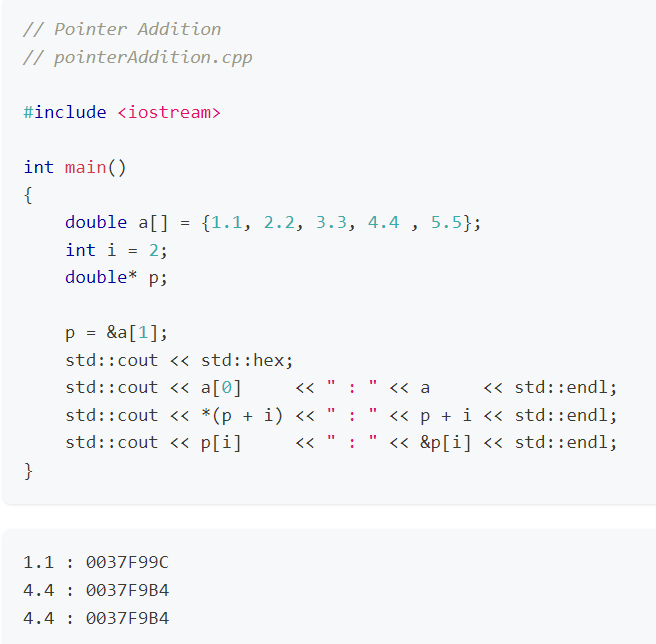 // Pointer Addition
// pointerAddition.cpp
#include <iostream>
int main()
{
    double a[] = {1.1, 2.2, 3.3, 4.4 , 5.5};
    int i = 2;
    double* p;
    p = &a[1];
    std::cout << std::hex;
    std::cout << a[0]     << " : " << a     << std::endl;
    std::cout << *(p + i) << " : " << p + i << std::endl;
    std::cout << p[i]     << " : " << &p[i] << std::endl;
}
1.1 : 0037F99C
4.4 : 0037F9B4
4.4 : 0037F9B4